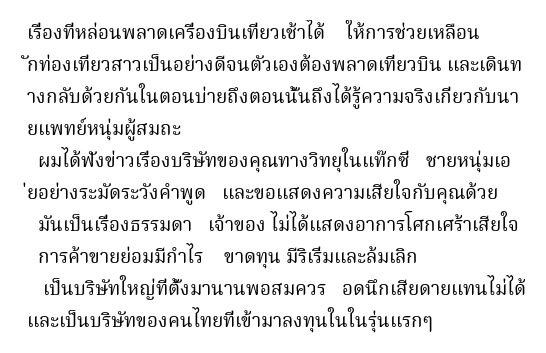 เรื่องที่หล่อนพลาดเครื่องบินเที่ยวเช้าได้ ให้การช่วยเหลือน
ักท่องเที่ยวสาวเป็นอย่างดีจนตัวเองต้องพลาดเที่ยวบิน และเดินท
างกลับด้วยกันในตอนบ่ายถึงตอนนั้นถึงได้รู้ความจริงเกี่ยวกับนา
ยแพทย์หนุ่มผู้สมถะ
ผมได้ฟังข่าวเรื่องบริษัทของคุณทางวิทยุในแท๊กซี่ ชายหนุ่มเอ
่ยอย่างระมัดระวังคำพูด และขอแสดงความเสียใจกับคุณด้วย
มันเป็นเรื่องธรรมดา เจ้าของ ไม่ได้แสดงอาการโศกเศร้าเสียใจ
การค้าขายย่อมมีกำไร ขาดทุน มีริเริ่มและล้มเลิก
เป็นบริษัทใหญ่ที่ตั้งมานานพอสมควร อดนึกเสียดายแทนไม่ได้
และเป็นบริษัทของคนไทยที่เข้ามาลงทุนในในรุ่นแรกๆ